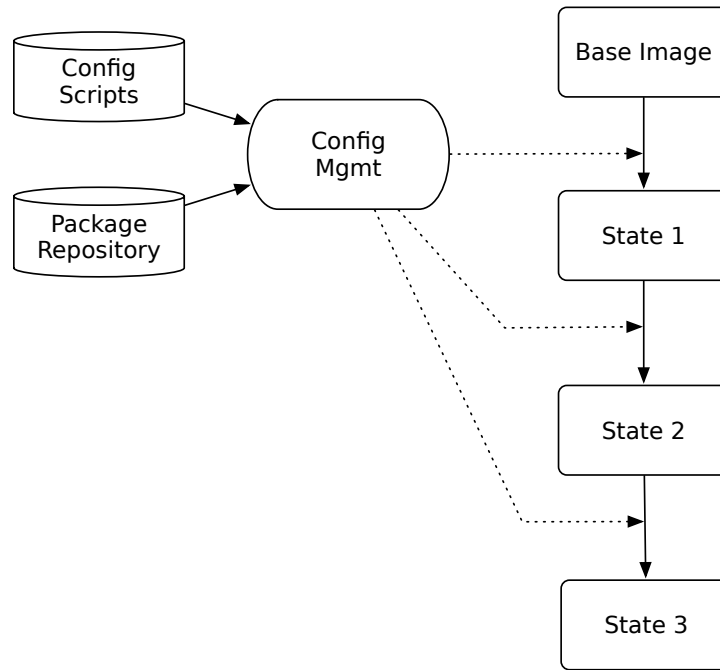 Config
Scripts
Package
Repository
Config
Mgmt
Base Image
State 1
State 2
State 3